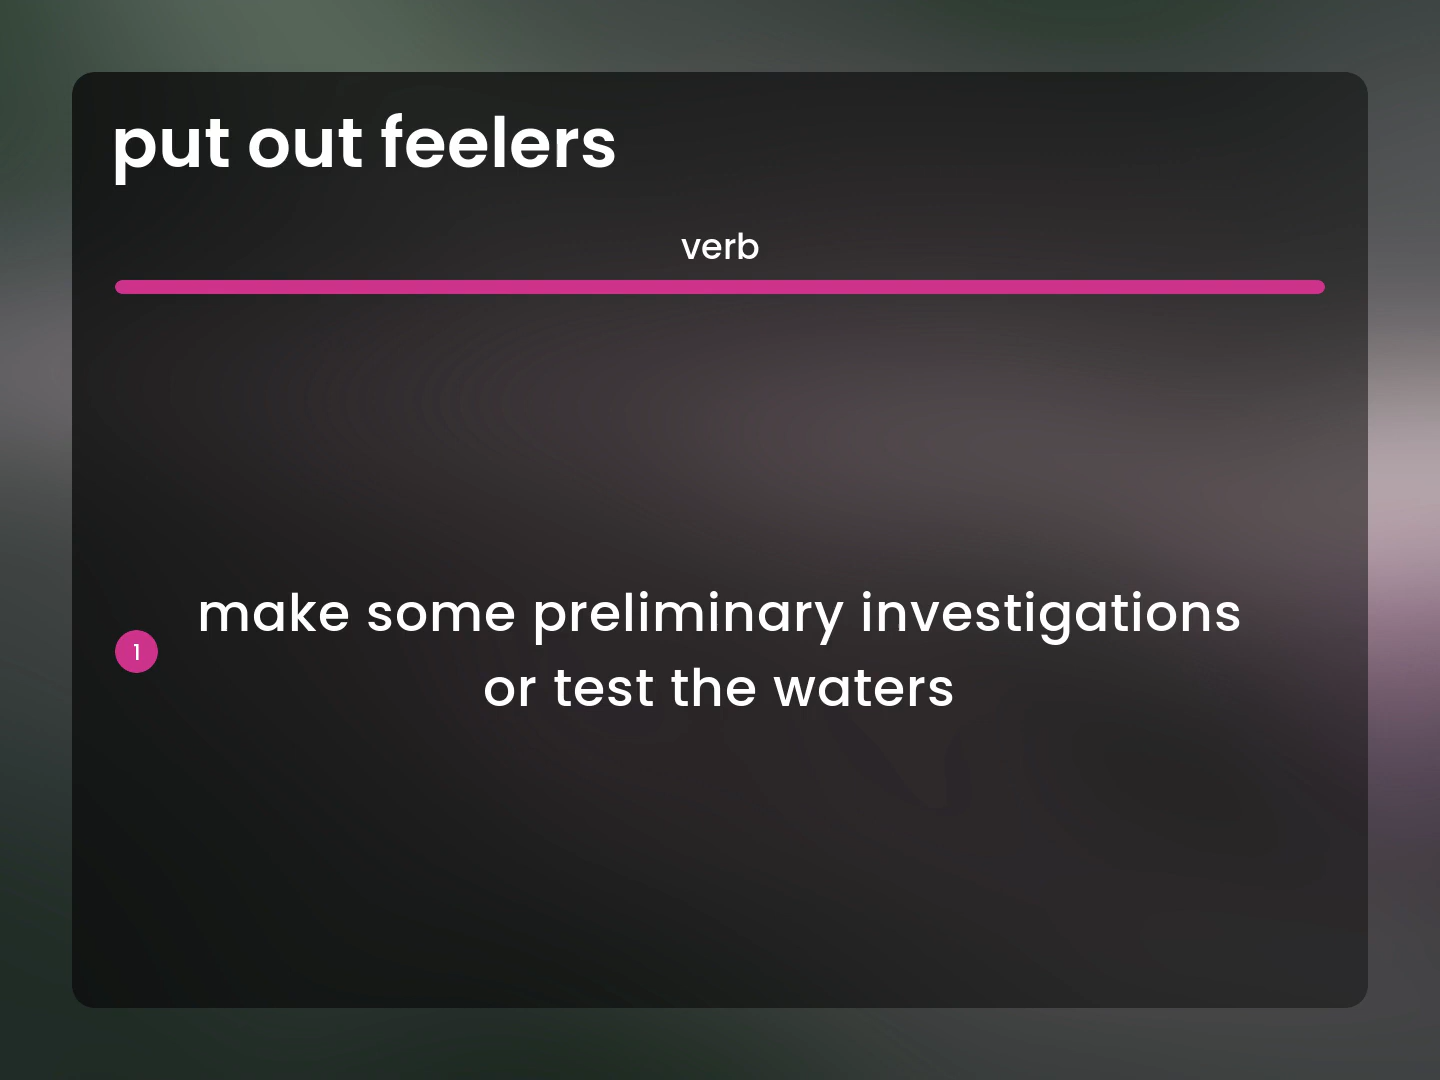 put out feelers
verb
1
make some preliminary investigations
or test the waters